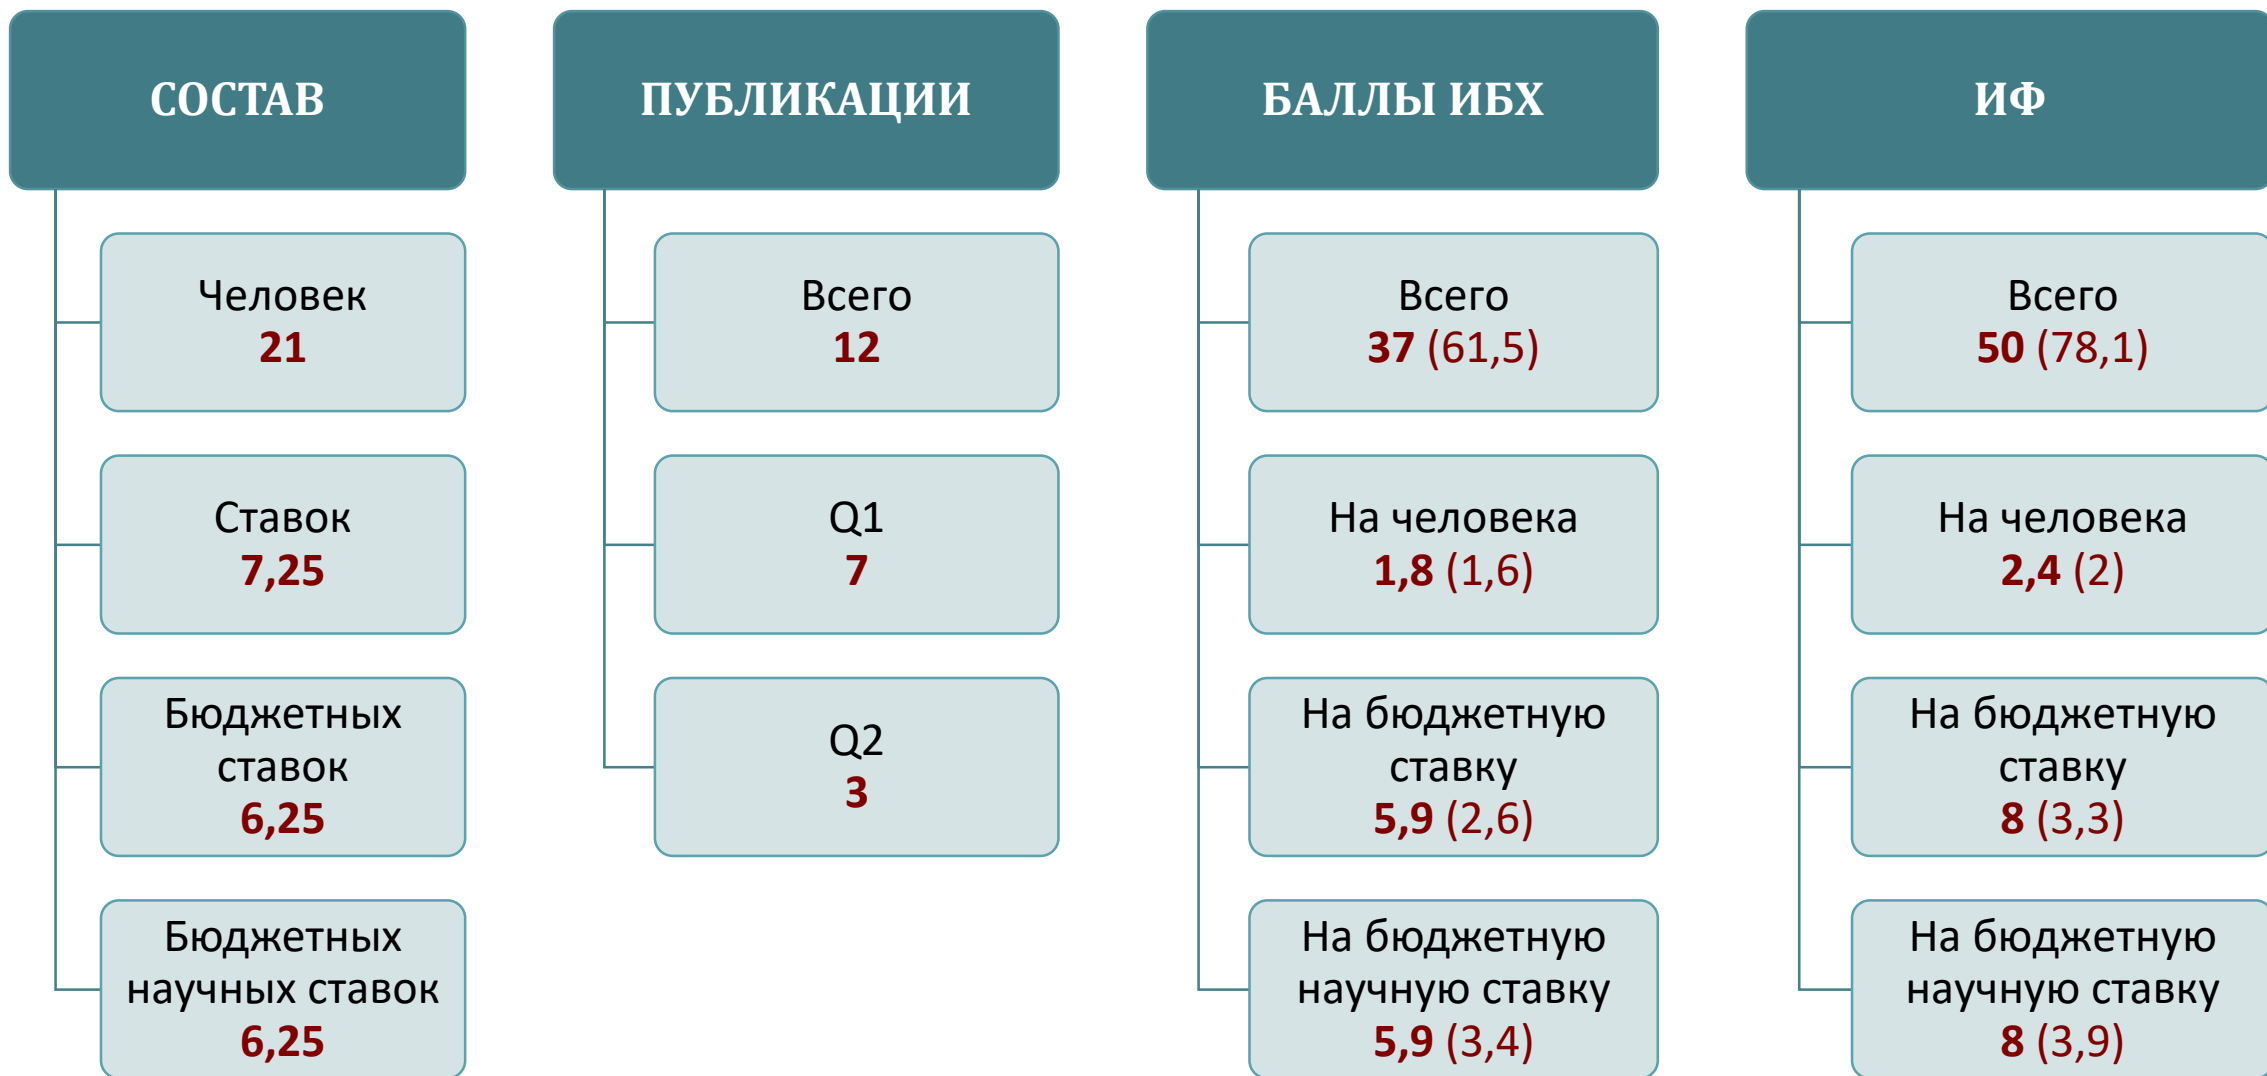 СОСТАВ
Человек
21
Ставок
7,25
Бюджетных
ставок
6,25
Бюджетных
научных ставок
6,25
ПУБЛИКАЦИИ
Всего
12
Q1
7
Q2
3
БАЛЛЫ ИБХ
Всего
37 (61,5)
На человека
1,8 (1,6)
На бюджетную
ставку
5,9 (2,6)
На бюджетную
научную ставку
5,9 (3,4)
ИФ
Всего
50 (78,1)
На человека
2,4 (2)
На бюджетную
ставку
8 (3,3)
На бюджетную
научную ставку
8 (3,9)